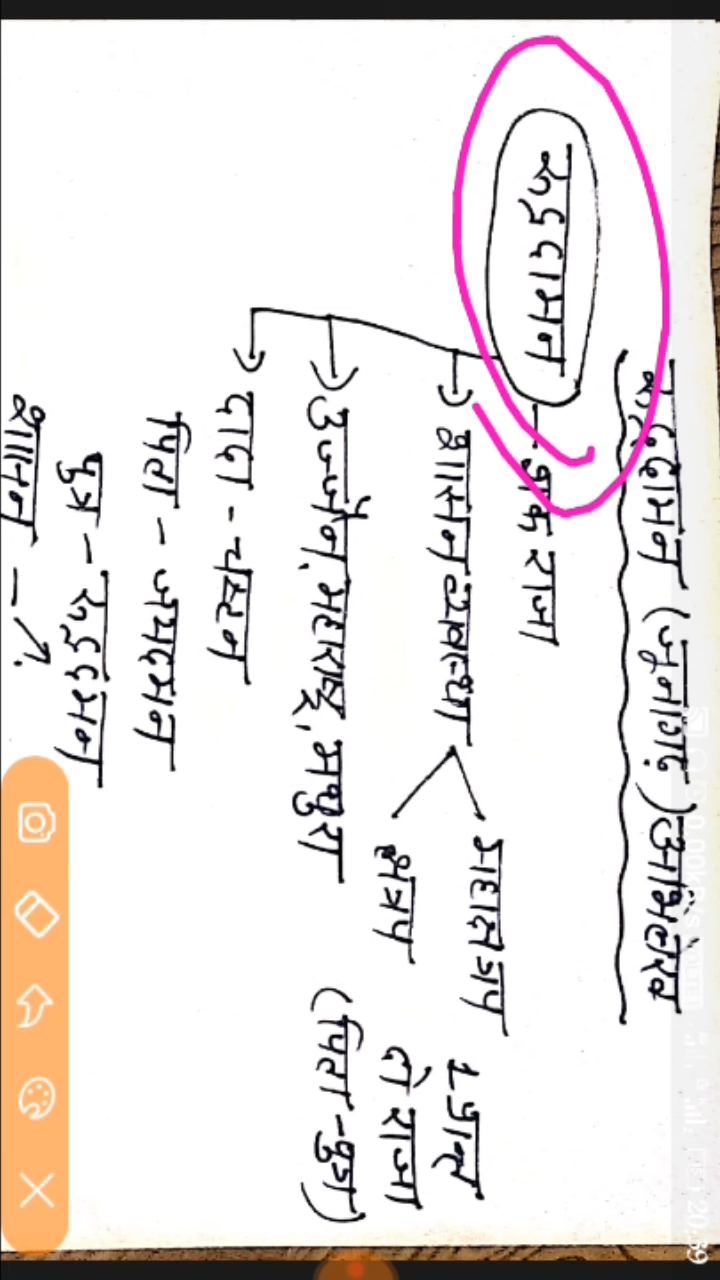 रूद्रदामन (जूनागढ़) अभिलेख
रूद्रदामन - शक राजा
शासन व्यवस्था
महाक्षत्रप
क्षत्रप
1 प्रान्त
दो राजा
(पिता-पुत्र)
उज्जैन, महाराष्ट्र, मथुरा
दादा - चष्टन
पिता - जयदामन
पुत्र - रूद्रदामन
शासन -